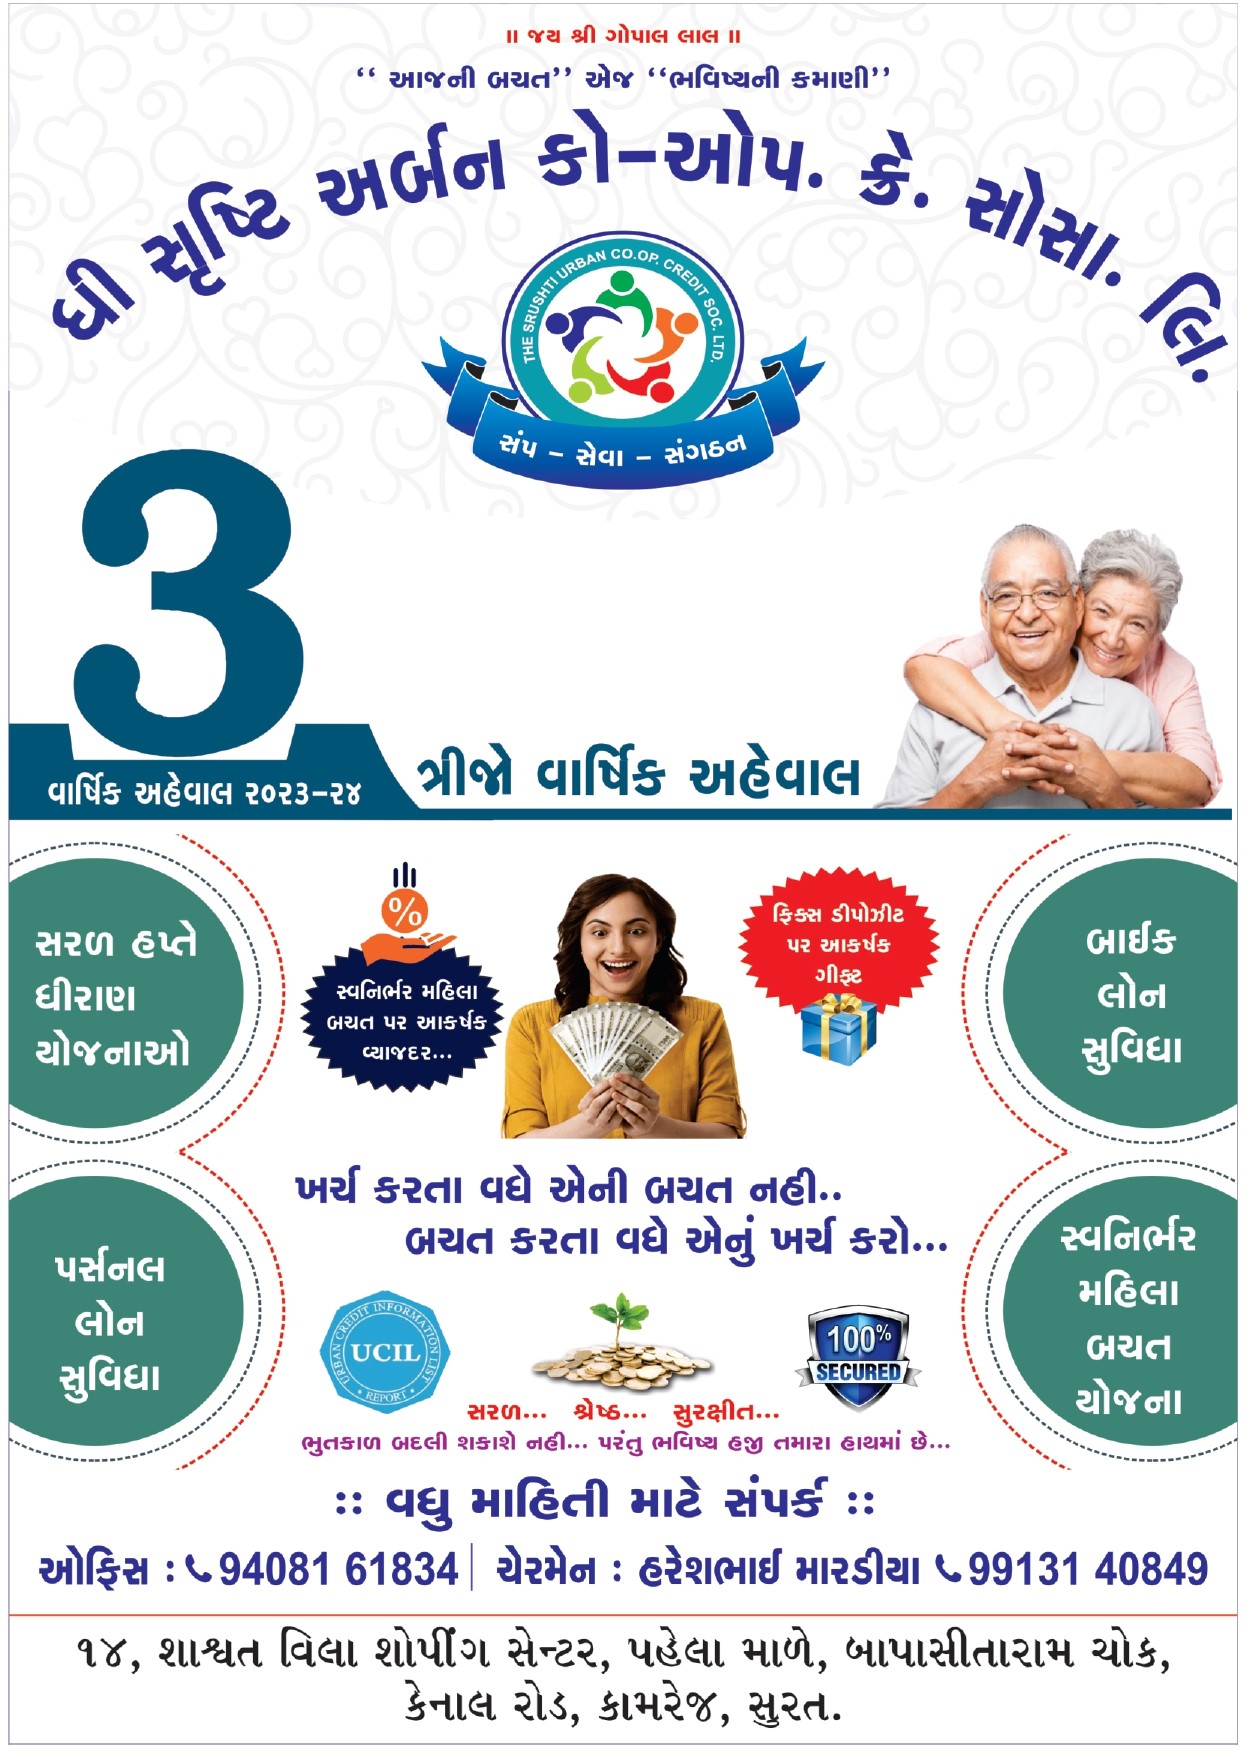 ॥ જય શ્રી ગોપાલ લાલ ॥
“ આજની બચત” એજ “ભવિષ્યની કમાણી”
ધી સૃષ્ટિ અર્બન કો-ઓપ. ક્રે. સોસા. લિ.
THE SRUSHTI URBAN CO.OP. CREDIT SOC. LTD.
સંપ - સેવા - સંગઠન
3
વાર્ષિક અહેવાલ ૨૦૨૩-૨૪
ત્રીજો વાર્ષિક અહેવાલ
સરળ હપ્તે
ધીરાણ
યોજનાઓ
%
સ્વનિર્ભર મહિલા
બચત પર આકર્ષક
વ્યાજદર...
ફિક્સ ડીપોઝીટ
પર આકર્ષક
ગીફ્ટ
બાઈક
લોન
સુવિધા
ખર્ચ કરતા વધે એની બચત નહી..
બચત કરતા વધે એનું ખર્ચ કરો...
પર્સનલ
લોન
સુવિધા
સ્વનિર્ભર
મહિલા
બચત
યોજના
URBAN CREDIT INFORMATION LIST
UCIL
• REPORT •
100%
SECURED
સરળ... શ્રેષ્ઠ... સુરક્ષીત...
ભુતકાળ બદલી શકાશે નહી... પરંતુ ભવિષ્ય હજી તમારા હાથમાં છે...
:: વધુ માહિતી માટે સંપર્ક ::
ઓફિસ : 94081 61834 | ચેરમેન : હરેશભાઈ મારડીયા 99131 40849
૧૪, શાશ્વત વિલા શોપીંગ સેન્ટર, પહેલા માળે, બાપાસીતારામ ચોક,
કેનાલ રોડ, કામરેજ, સુરત.